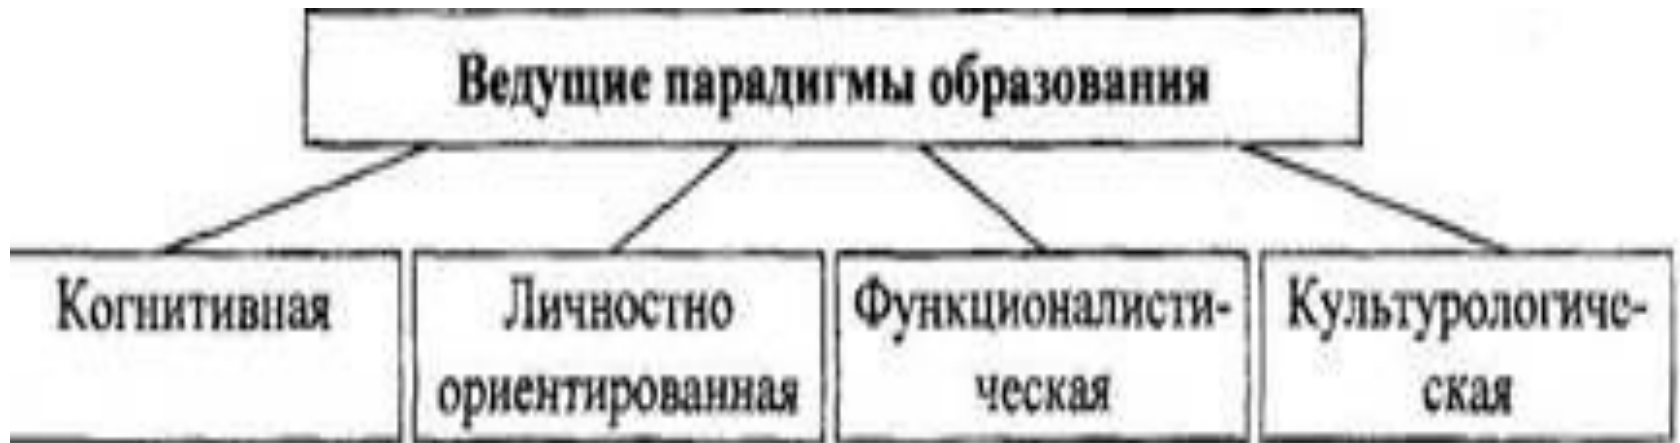 Ведущие парадигмы образования
Когнитивная
Личностно
ориентированная
Функционалисти-
ческая
Культурологиче-
ская